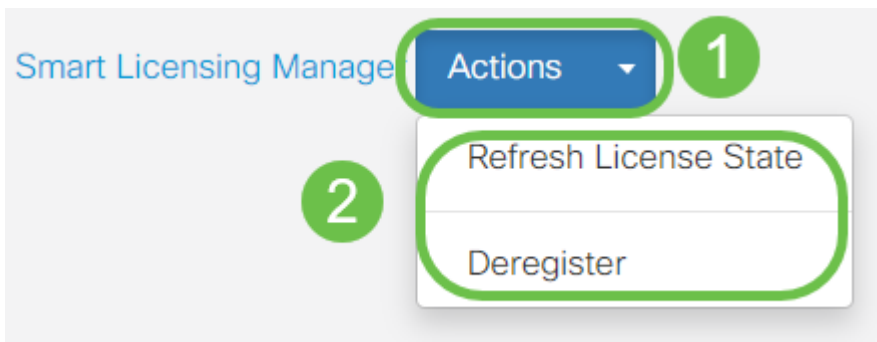 Smart Licensing Manage Actions 1
Refresh License State
2
Deregister